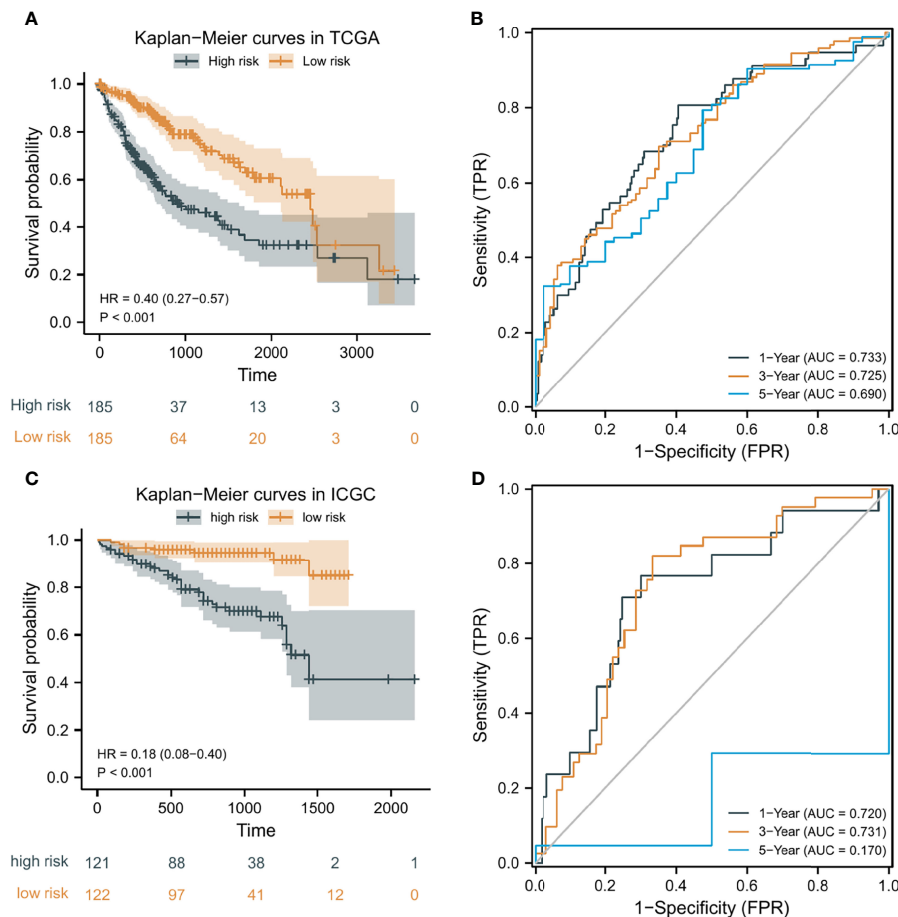 A
Kaplan−Meier curves in TCGA
High risk Low risk
1.0
0.8
0.6
0.4
0.2
0.0
Survival probability
HR = 0.40 (0.27−0.57)
P < 0.001
0 1000 2000 3000
Time
High risk 185 37 13 3 0
Low risk 185 64 20 3 0
B
1.0
0.8
0.6
0.4
0.2
0.0
Sensitivity (TPR)
1−Year (AUC = 0.733)
3−Year (AUC = 0.725)
5−Year (AUC = 0.690)
0.0 0.2 0.4 0.6 0.8 1.0
1−Specificity (FPR)
C
Kaplan−Meier curves in ICGC
high risk low risk
1.0
0.8
0.6
0.4
0.2
0.0
Survival probability
HR = 0.18 (0.08−0.40)
P < 0.001
0 500 1000 1500 2000
Time
high risk 121 88 38 2 1
low risk 122 97 41 12 0
D
1.0
0.8
0.6
0.4
0.2
0.0
Sensitivity (TPR)
1−Year (AUC = 0.720)
3−Year (AUC = 0.731)
5−Year (AUC = 0.170)
0.0 0.2 0.4 0.6 0.8 1.0
1−Specificity (FPR)